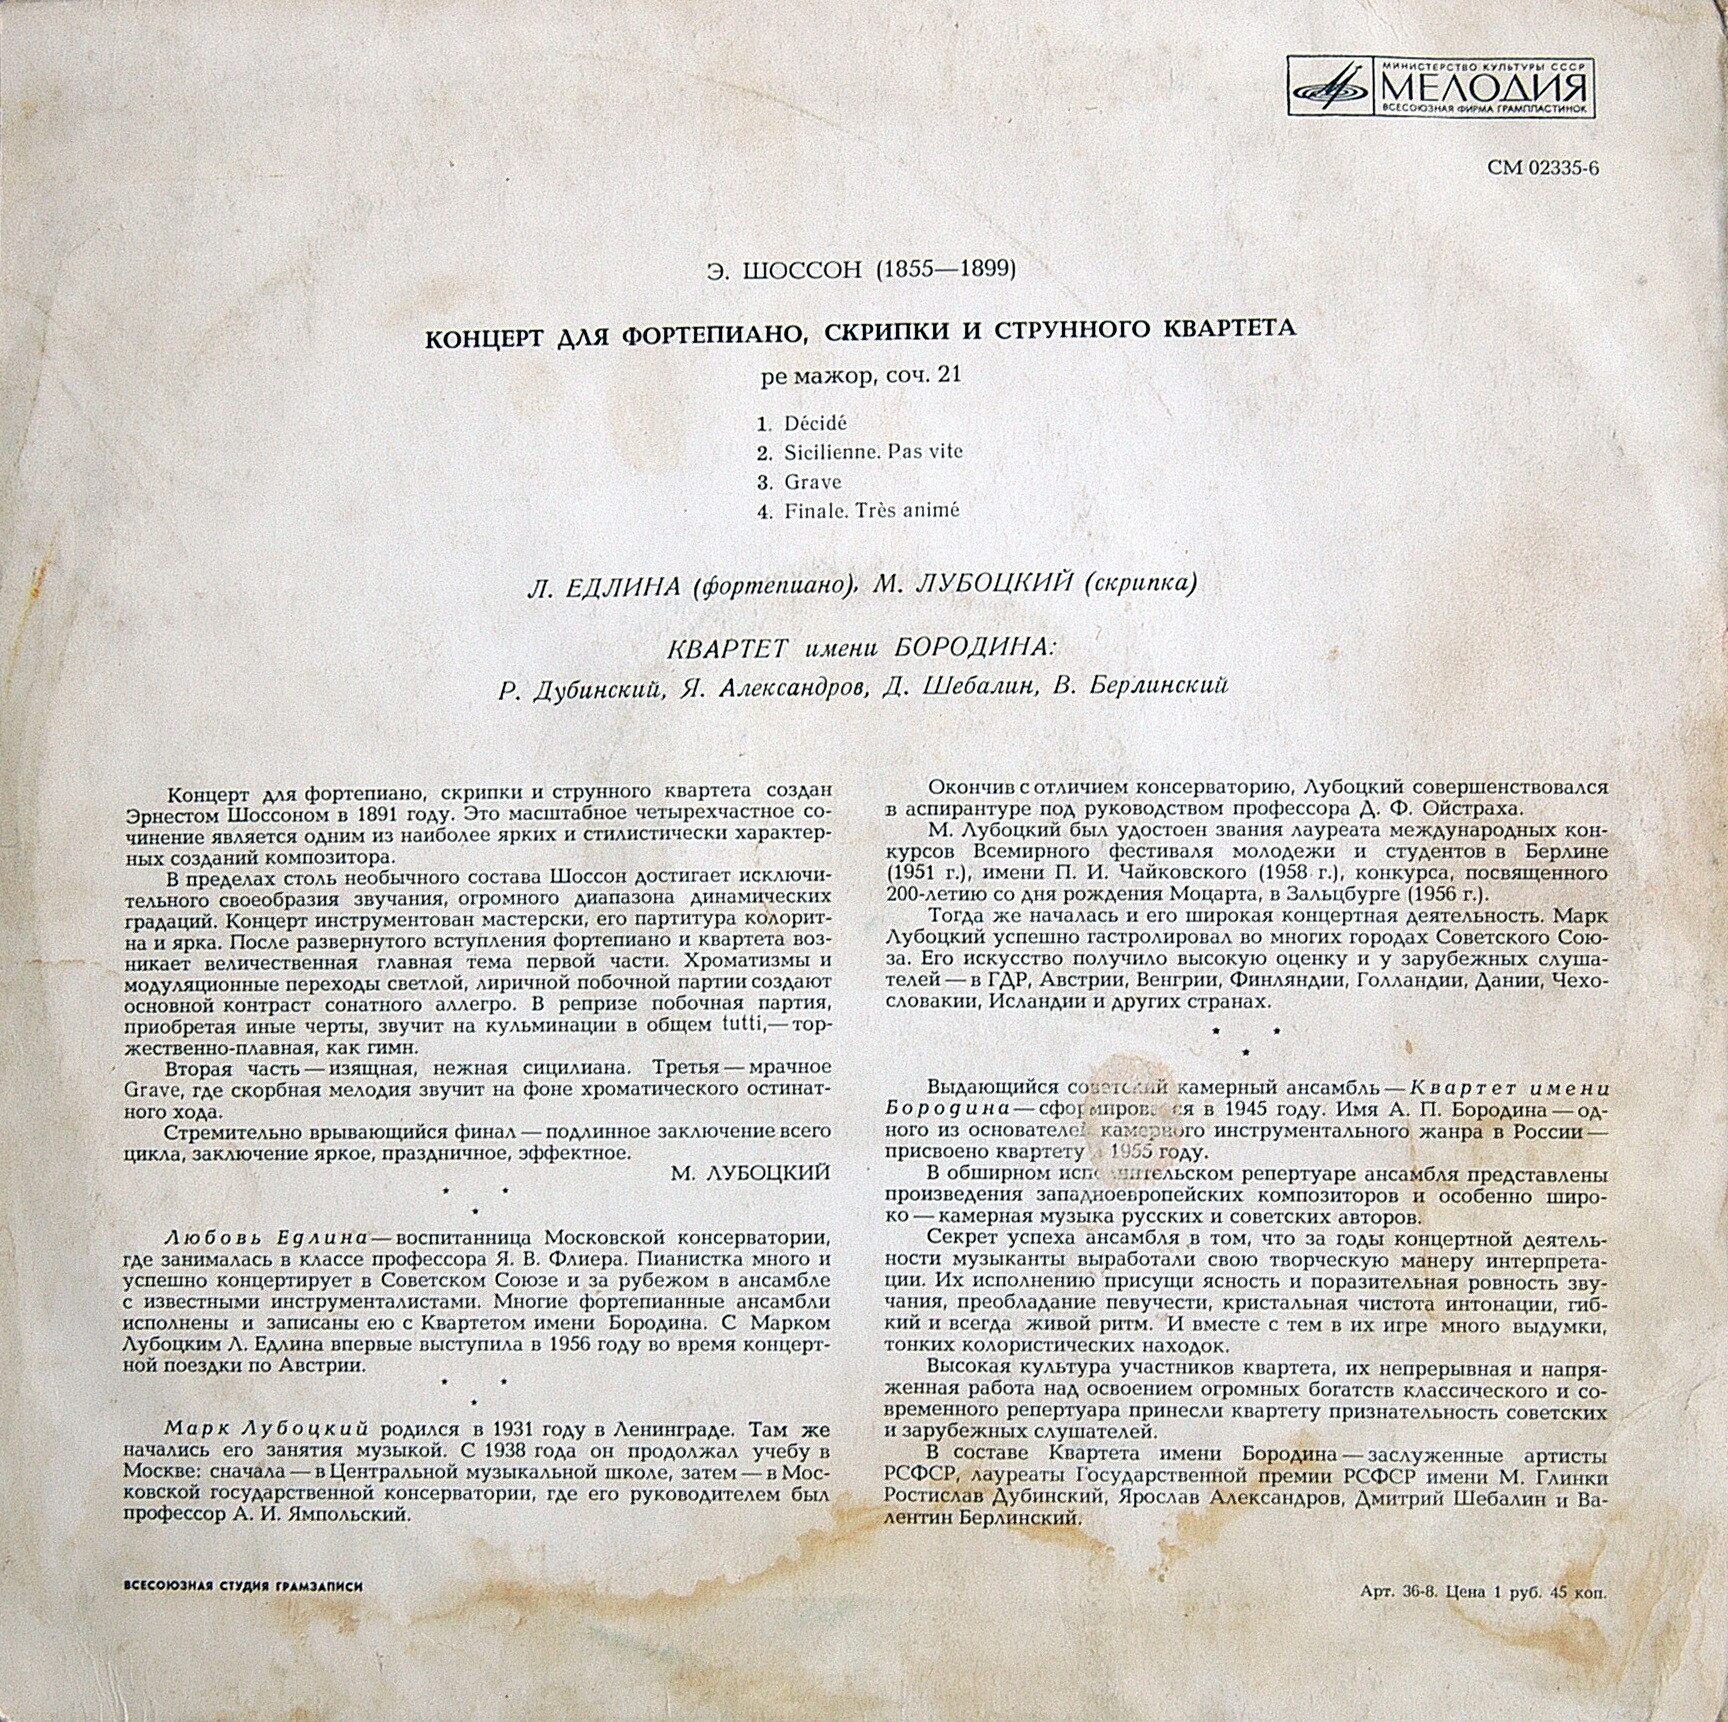 МИНИСТЕРСТВО КУЛЬТУРЫ СССР
МЕЛОДИЯ
ВСЕСОЮЗНАЯ ФИРМА ГРАМПЛАСТИНОК
СМ 02335-6
Э. ШОССОН (1855—1899)
КОНЦЕРТ ДЛЯ ФОРТЕПИАНО, СКРИПКИ И СТРУННОГО КВАРТЕТА
ре мажор, соч. 21
1. Décidé
2. Sicilienne. Pas vite
3. Grave
4. Finale. Très animé
Л. ЕДЛИНА (фортепиано), М. ЛУБОЦКИЙ (скрипка)
КВАРТЕТ имени БОРОДИНА:
Р. Дубинский, Я. Александров, Д. Шебалин, В. Берлинский
Концерт для фортепиано, скрипки и струнного квартета создан
Эрнестом Шоссоном в 1891 году. Это масштабное четырехчастное со-
чинение является одним из наиболее ярких и стилистически характер-
ных созданий композитора.
В пределах столь необычного состава Шоссон достигает исключи-
тельного своеобразия звучания, огромного диапазона динамических
градаций. Концерт инструментован мастерски, его партитура колорит-
на и ярка. После развернутого вступления фортепиано и квартета воз-
никает величественная главная тема первой части. Хроматизмы и
модуляционные переходы светлой, лиричной побочной партии создают
основной контраст сонатного аллегро. В репризе побочная партия,
приобретая иные черты, звучит на кульминации в общем tutti,— тор-
жественно-плавная, как гимн.
Вторая часть — изящная, нежная сицилиана. Третья — мрачное
Grave, где скорбная мелодия звучит на фоне хроматического остинат-
ного хода.
Стремительно врывающийся финал — подлинное заключение всего
цикла, заключение яркое, праздничное, эффектное.
М. ЛУБОЦКИЙ
* *
*
Любовь Едлина — воспитанница Московской консерватории,
где занималась в классе профессора Я. В. Флиера. Пианистка много и
успешно концертирует в Советском Союзе и за рубежом в ансамбле
с известными инструменталистами. Многие фортепианные ансамбли
исполнены и записаны ею с Квартетом имени Бородина. С Марком
Лубоцким Л. Едлина впервые выступила в 1956 году во время концерт-
ной поездки по Австрии.
* *
*
Марк Лубоцкий родился в 1931 году в Ленинграде. Там же
начались его занятия музыкой. С 1938 года он продолжал учебу в
Москве: сначала — в Центральной музыкальной школе, затем — в Мос-
ковской государственной консерватории, где его руководителем был
профессор А. И. Ямпольский.
Окончив с отличием консерваторию, Лубоцкий совершенствовался
в аспирантуре под руководством профессора Д. Ф. Ойстраха.
М. Лубоцкий был удостоен звания лауреата международных кон-
курсов Всемирного фестиваля молодежи и студентов в Берлине
(1951 г.), имени П. И. Чайковского (1958 г.), конкурса, посвященного
200-летию со дня рождения Моцарта, в Зальцбурге (1956 г.).
Тогда же началась и его широкая концертная деятельность. Марк
Лубоцкий успешно гастролировал во многих городах Советского Сою-
за. Его искусство получило высокую оценку и у зарубежных слуша-
телей — в ГДР, Австрии, Венгрии, Финляндии, Голландии, Дании, Чехо-
словакии, Исландии и других странах.
* *
*
Выдающийся советский камерный ансамбль — Квартет имени
Бородина — сформировался в 1945 году. Имя А. П. Бородина — од-
ного из основателей камерного инструментального жанра в России —
присвоено квартету в 1955 году.
В обширном исполнительском репертуаре ансамбля представлены
произведения западноевропейских композиторов и особенно широ-
ко — камерная музыка русских и советских авторов.
Секрет успеха ансамбля в том, что за годы концертной деятель-
ности музыканты выработали свою творческую манеру интерпрета-
ции. Их исполнению присущи ясность и поразительная ровность зву-
чания, преобладание певучести, кристальная чистота интонации, гиб-
кий и всегда живой ритм. И вместе с тем в их игре много выдумки,
тонких колористических находок.
Высокая культура участников квартета, их непрерывная и напря-
женная работа над освоением огромных богатств классического и со-
временного репертуара принесли квартету признательность советских
и зарубежных слушателей.
В составе Квартета имени Бородина — заслуженные артисты
РСФСР, лауреаты Государственной премии РСФСР имени М. Глинки
Ростислав Дубинский, Ярослав Александров, Дмитрий Шебалин и Ва-
лентин Берлинский.
ВСЕСОЮЗНАЯ СТУДИЯ ГРАМЗАПИСИ
Арт. 36-8. Цена 1 руб. 45 коп.